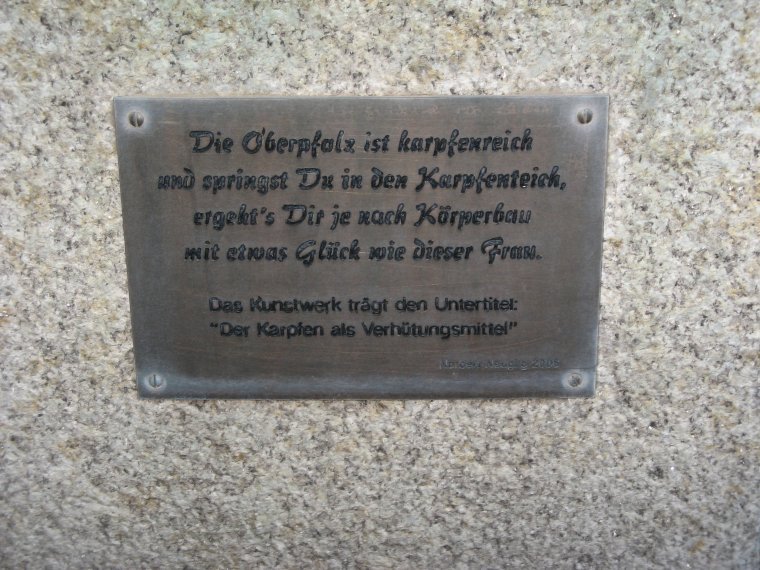 Die Oberpfalz ist karpfenreich
und springst Du in den Karpfenteich,
ergeht's Dir je nach Körperbau
mit etwas Glück wie dieser Frau.
Das Kunstwerk trägt den Untertitel:
"Der Karpfen als Verhütungsmittel"
2006